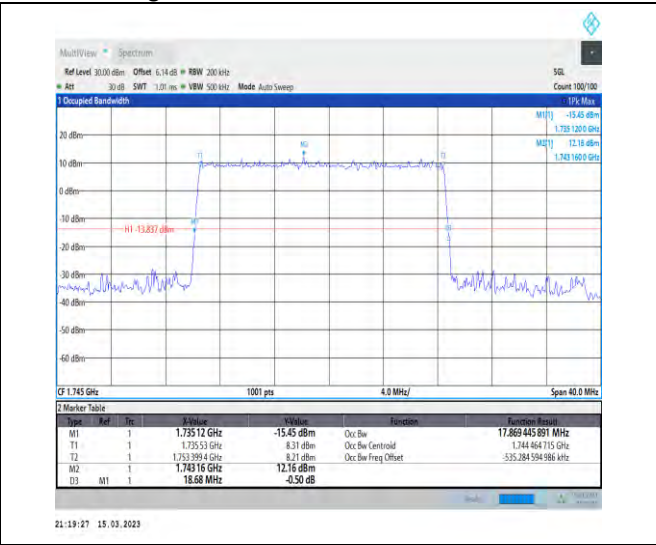 MultiView Spectrum
Ref Level 30.00 dBm Offset 6.14 dB RBW 200 kHz SGL
Att 30 dB SWT 1.01 ms VBW 500 kHz Mode Auto Sweep Count 100/100
1 Occupied Bandwidth 1Pk Max
M1[1] -15.45 dBm
1.735 120 0 GHz
20 dBm M2[1] 12.16 dBm
1.743 160 0 GHz
M2
T1 T2
10 dBm
0 dBm
-10 dBm
M1
H1 -13.837 dBm
D3
-20 dBm
-30 dBm
-40 dBm
-50 dBm
-60 dBm
CF 1.745 GHz 1001 pts 4.0 MHz/ Span 40.0 MHz
2 Marker Table
Type Ref Trc X-Value Y-Value Function Function Result
M1 1 1.735 12 GHz -15.45 dBm Occ Bw 17.869 445 891 MHz
T1 1 1.735 53 GHz 8.31 dBm Occ Bw Centroid 1.744 464 715 GHz
T2 1 1.753 399 4 GHz 8.21 dBm Occ Bw Freq Offset -535.284 594 986 kHz
M2 1 1.743 16 GHz 12.16 dBm
D3 M1 1 18.68 MHz -0.50 dB
21:19:27 15.03.2023